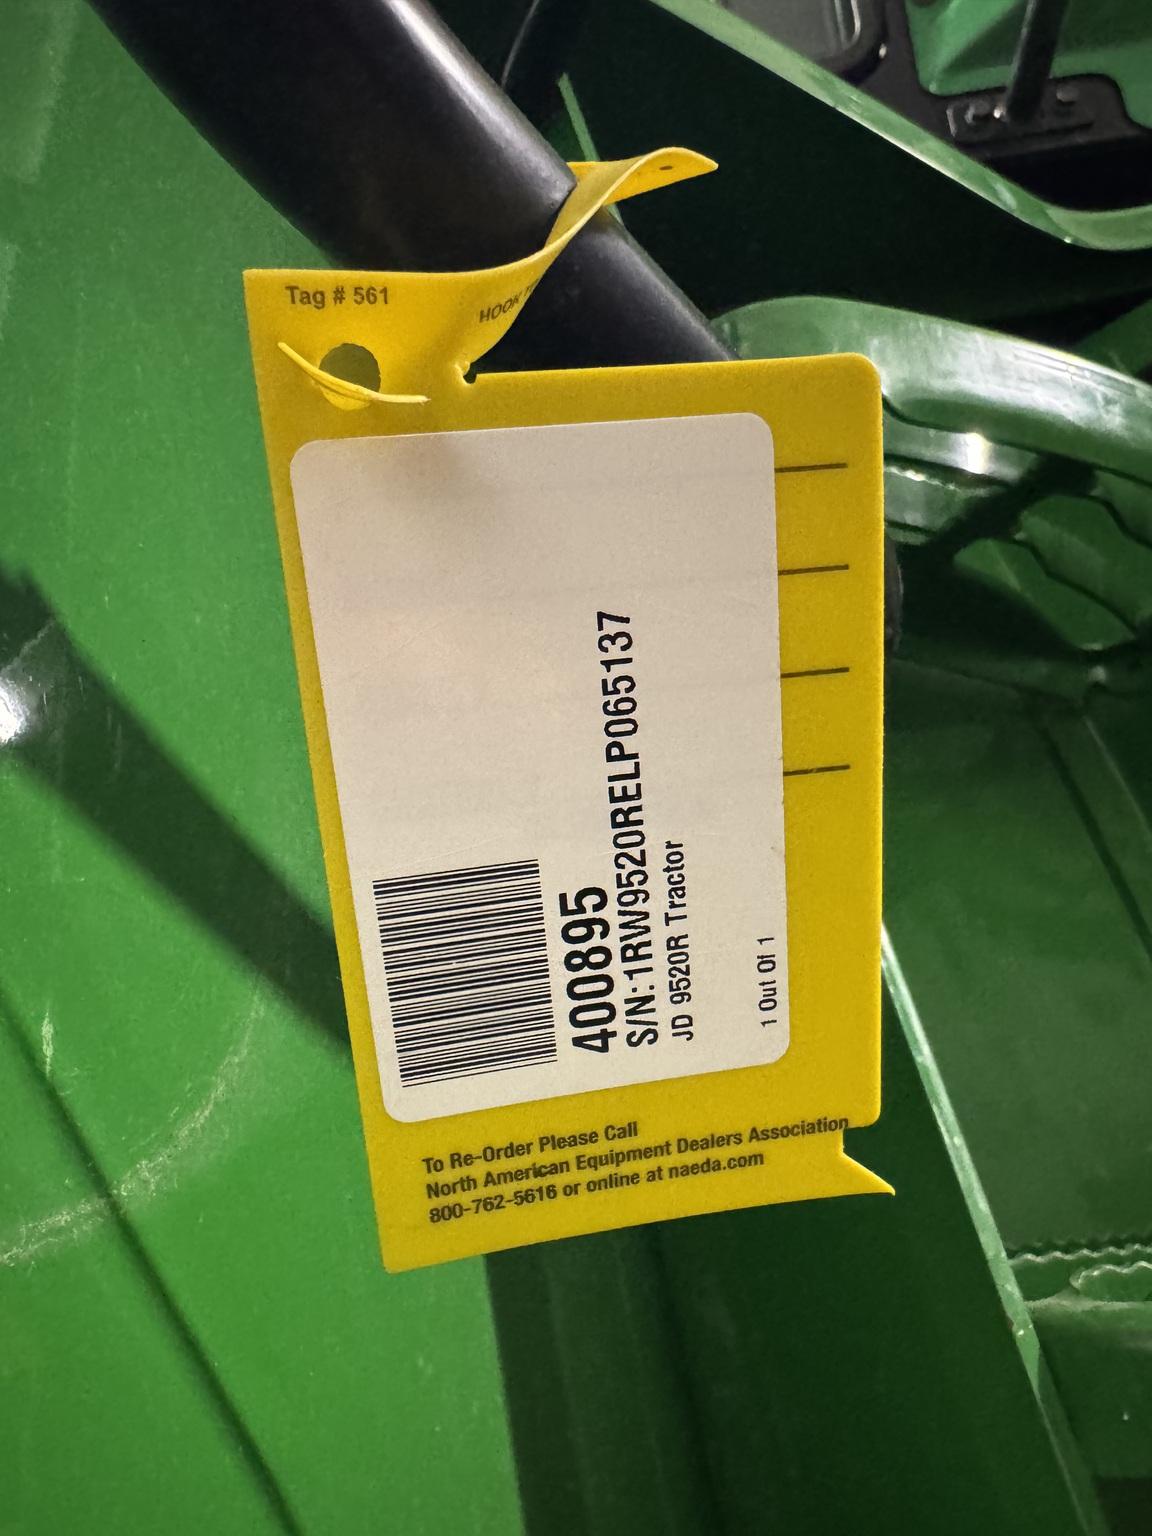 Tag # 561
HOOK
400895
S/N:1RW9520RELP065137
JD 9520R Tractor
1 Out Of 1
To Re-Order Please Call
North American Equipment Dealers Association
800-762-5616 or online at naeda.com